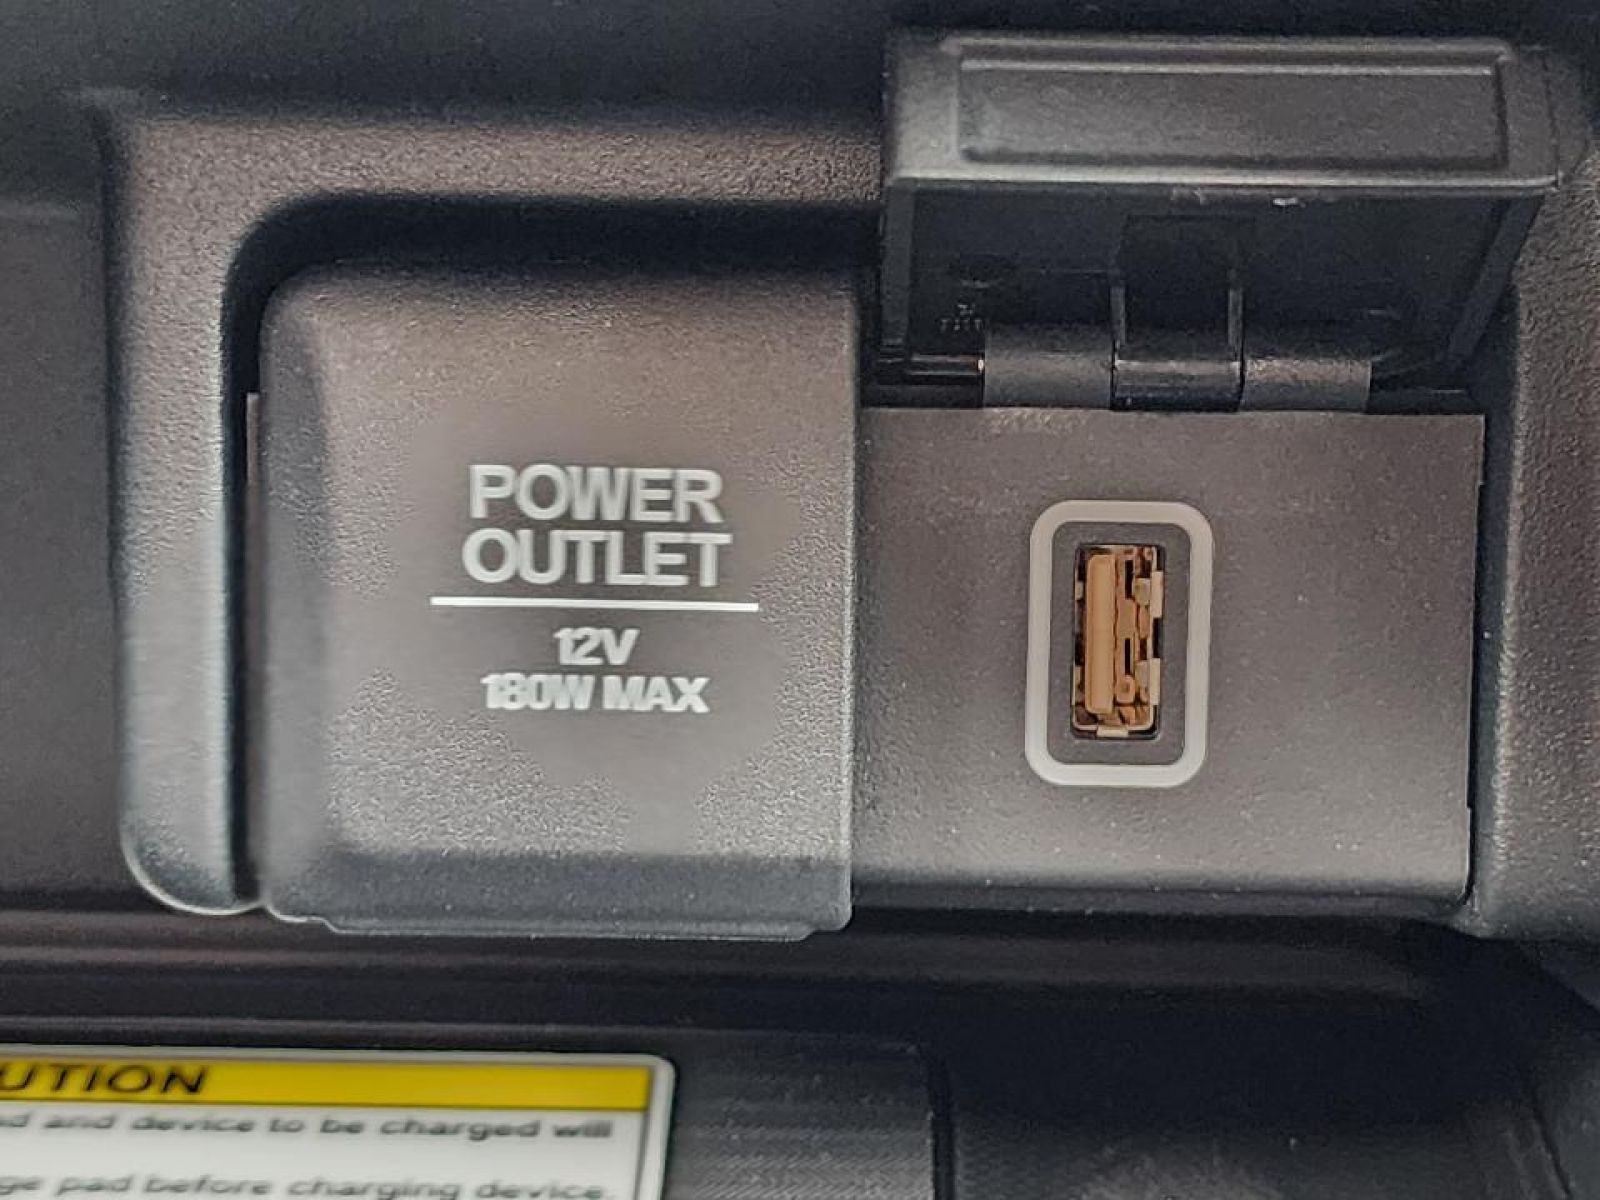 POWER
OUTLET
12V
180W MAX
UTION
and device to be charged will
pad before charging device.